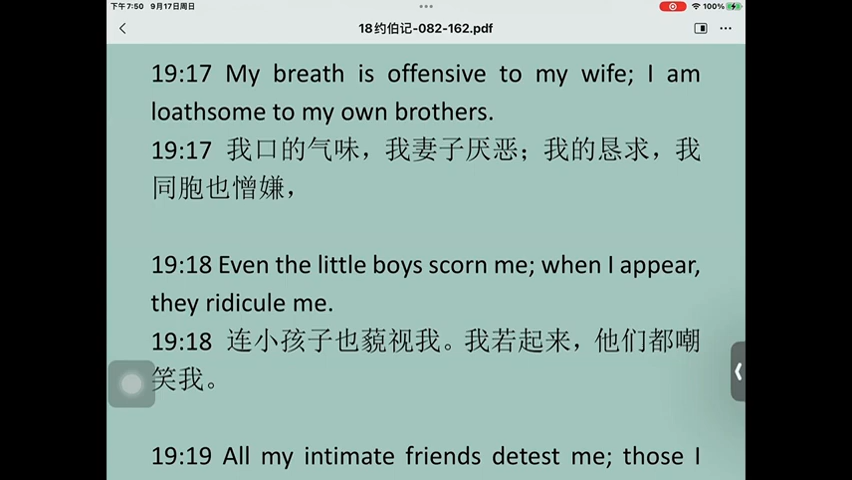 下午7:50 9月17日周日
100%
18约伯记-082-162.pdf
19:17 My breath is offensive to my wife; I am
loathsome to my own brothers.
19:17 我口的气味，我妻子厌恶；我的恳求，我
同胞也憎嫌，
19:18 Even the little boys scorn me; when I appear,
they ridicule me.
19:18 连小孩子也藐视我。我若起来，他们都嘲
笑我。
19:19 All my intimate friends detest me; those I